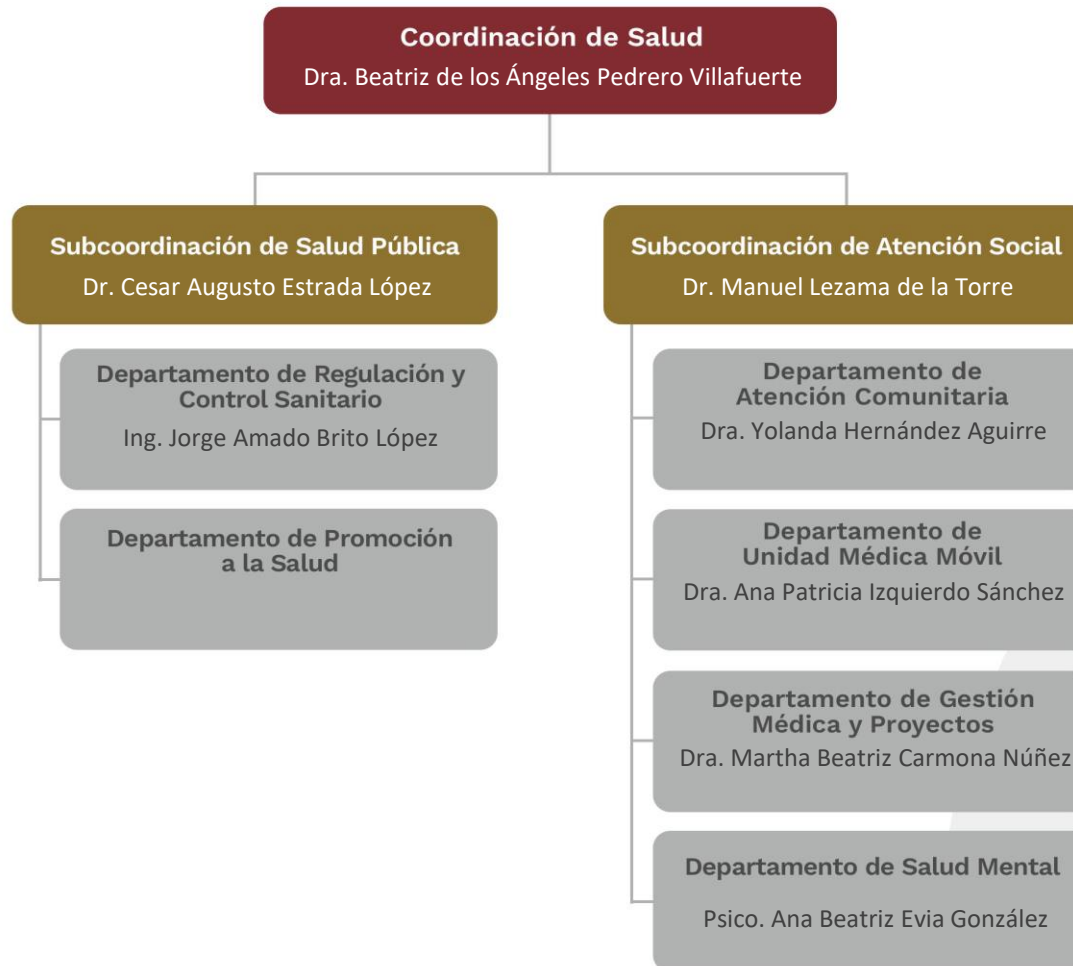 Coordinación de Salud
Dra. Beatriz de los Ángeles Pedrero Villafuerte
Subcoordinación de Salud Pública
Dr. Cesar Augusto Estrada López
Departamento de Regulación y
Control Sanitario
Ing. Jorge Amado Brito López
Departamento de Promoción
a la Salud
Subcoordinación de Atención Social
Dr. Manuel Lezama de la Torre
Departamento de
Atención Comunitaria
Dra. Yolanda Hernández Aguirre
Departamento de
Unidad Médica Móvil
Dra. Ana Patricia Izquierdo Sánchez
Departamento de Gestión
Médica y Proyectos
Dra. Martha Beatriz Carmona Núñez
Departamento de Salud Mental
Psico. Ana Beatriz Evia González